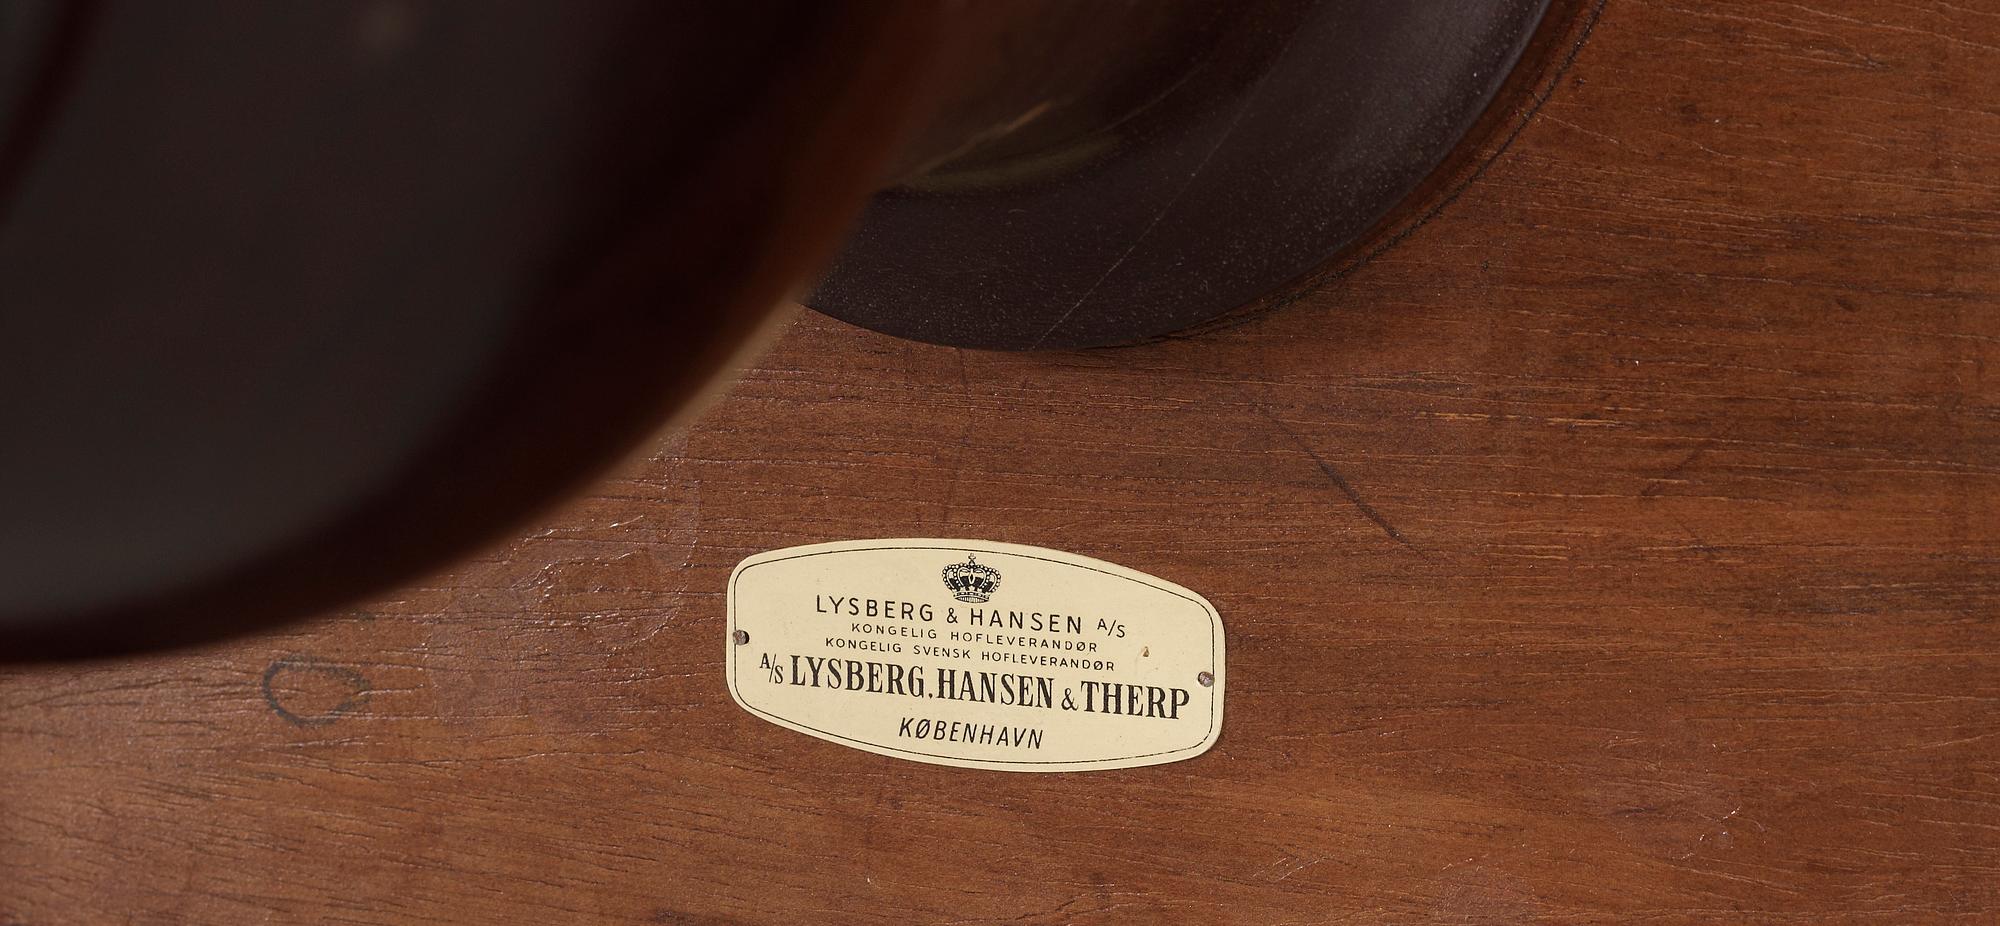 LYSBERG & HANSEN A/S
KONGELIG HOFLEVERANDØR
KONGELIG SVENSK HOFLEVERANDØR
A/S LYSBERG, HANSEN & THERP
KØBENHAVN